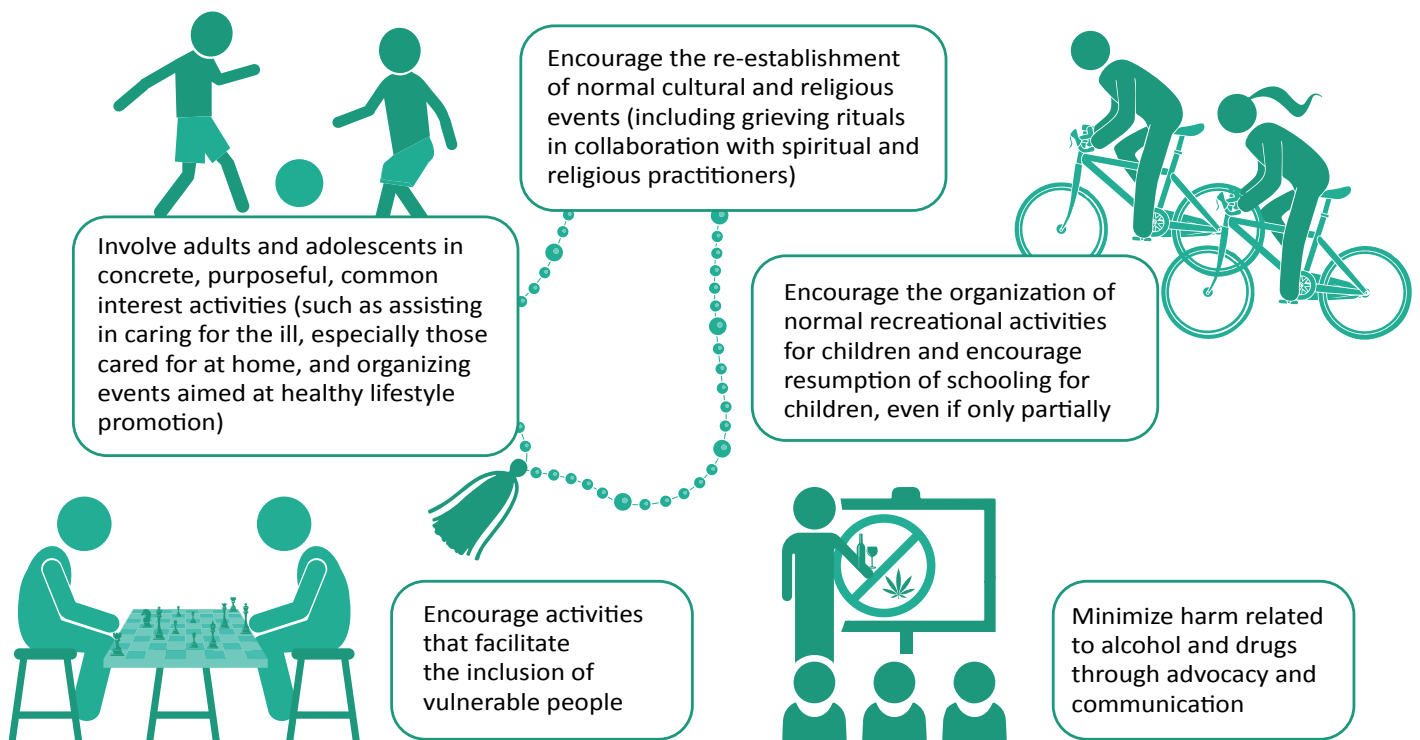 Encourage the re-establishment
of normal cultural and religious
events (including grieving rituals
in collaboration with spiritual and
religious practitioners)
Involve adults and adolescents in
concrete, purposeful, common
interest activities (such as assisting
in caring for the ill, especially those
cared for at home, and organizing
events aimed at healthy lifestyle
promotion)
Encourage the organization of
normal recreational activities
for children and encourage
resumption of schooling for
children, even if only partially
Encourage activities
that facilitate
the inclusion of
vulnerable people
Minimize harm related
to alcohol and drugs
through advocacy and
communication